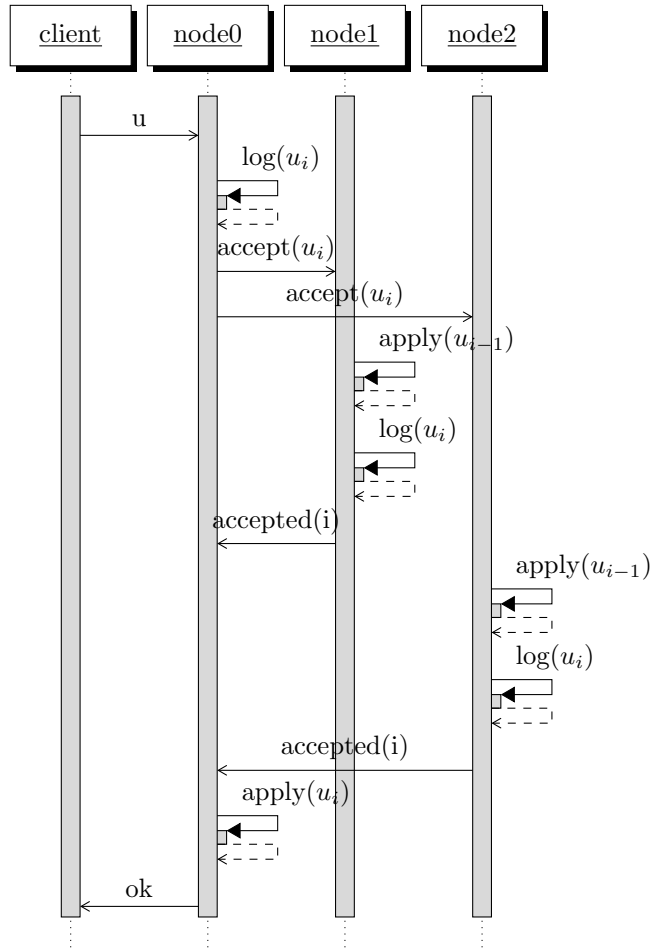 client node0 node1 node2
u
log(u_i)
accept(u_i)
accept(u_i)
apply(u_{i−1})
log(u_i)
accepted(i)
apply(u_{i−1})
log(u_i)
accepted(i)
apply(u_i)
ok